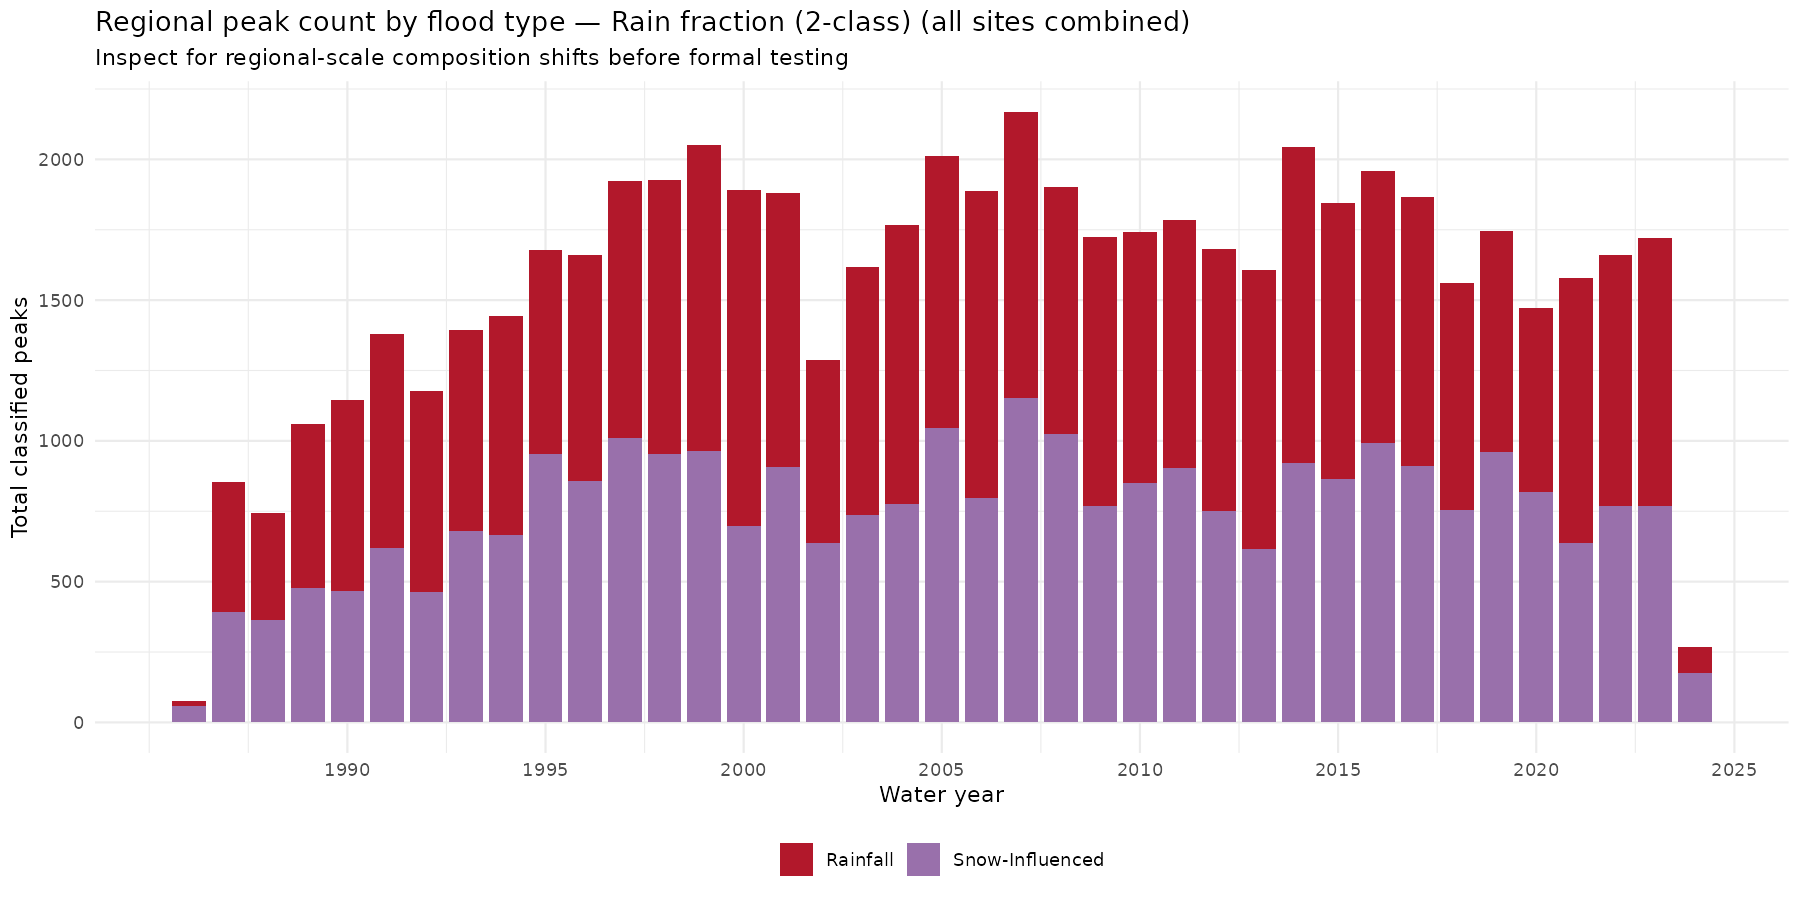 Regional peak count by flood type — Rain fraction (2-class) (all sites combined)
Inspect for regional-scale composition shifts before formal testing
Total classified peaks
2000
1500
1000
500
0
1990 1995 2000 2005 2010 2015 2020 2025
Water year
Rainfall Snow-Influenced